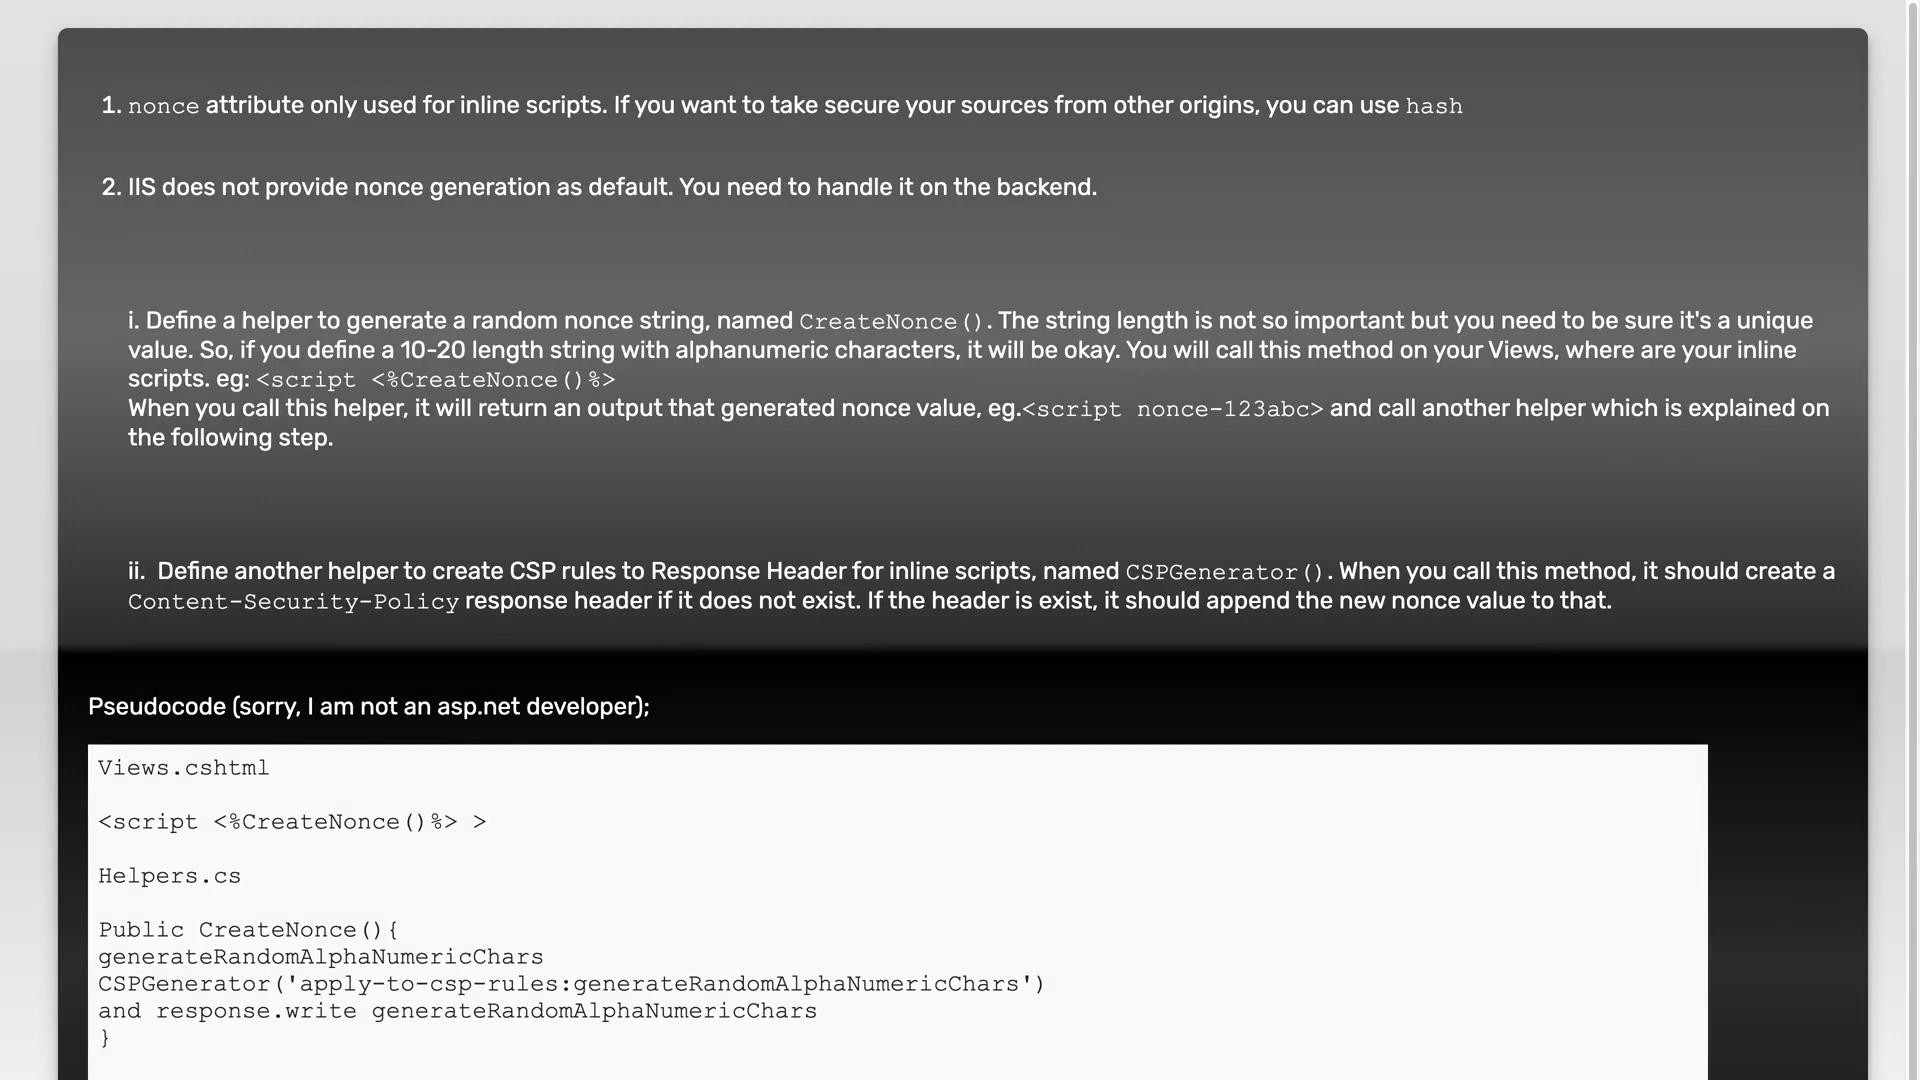 1. nonce attribute only used for inline scripts. If you want to take secure your sources from other origins, you can use hash
2. IIS does not provide nonce generation as default. You need to handle it on the backend.
i. Define a helper to generate a random nonce string, named CreateNonce(). The string length is not so important but you need to be sure it's a unique
value. So, if you define a 10-20 length string with alphanumeric characters, it will be okay. You will call this method on your Views, where are your inline
scripts. eg: <script <%CreateNonce()%>
When you call this helper, it will return an output that generated nonce value, eg.<script nonce-123abc> and call another helper which is explained on
the following step.
ii. Define another helper to create CSP rules to Response Header for inline scripts, named CSPGenerator(). When you call this method, it should create a
Content-Security-Policy response header if it does not exist. If the header is exist, it should append the new nonce value to that.
Pseudocode (sorry, I am not an asp.net developer);
Views.cshtml
<script <%CreateNonce()%> >
Helpers.cs
Public CreateNonce(){
generateRandomAlphaNumericChars
CSPGenerator('apply-to-csp-rules:generateRandomAlphaNumericChars')
and response.write generateRandomAlphaNumericChars
}